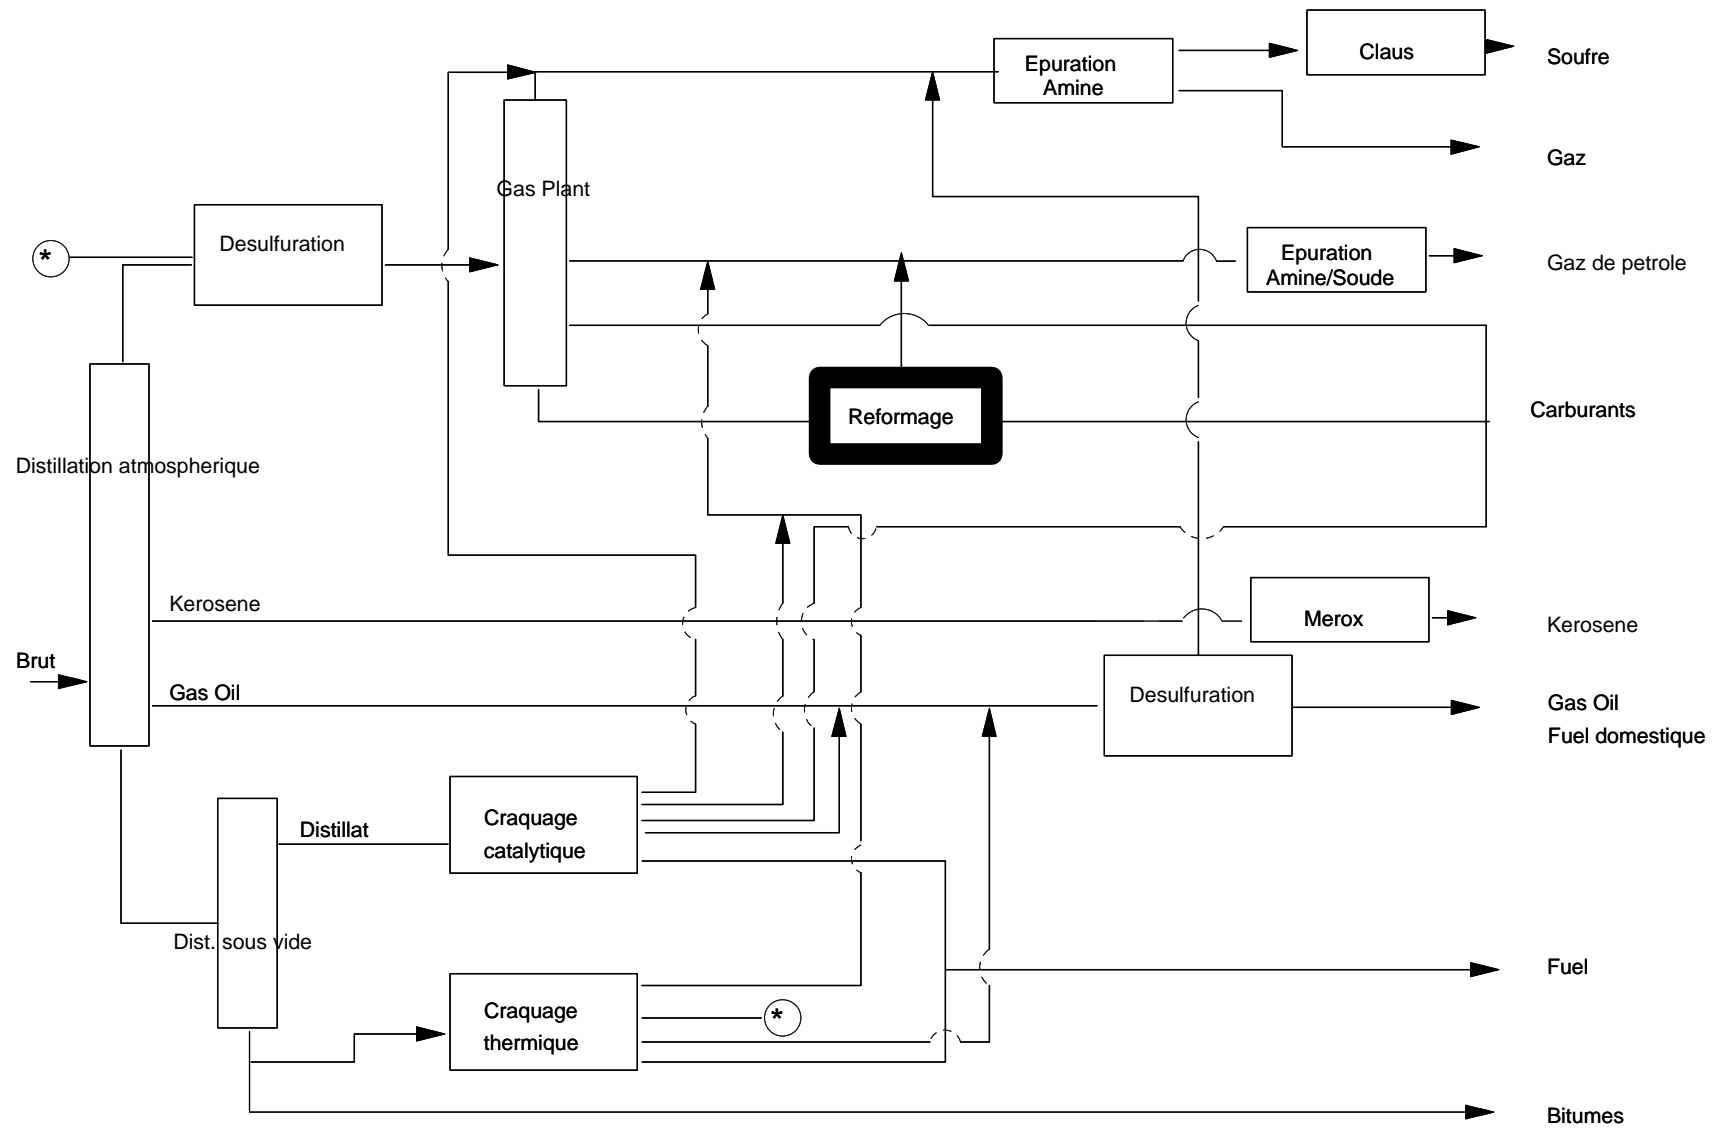 Epuration
Amine
Claus
Soufre
Gaz
Gas Plant
*
Desulfuration
Epuration
Amine/Soude
Gaz de petrole
Reformage
Carburants
Distillation atmospherique
Kerosene
Merox
Kerosene
Brut
Gas Oil
Desulfuration
Gas Oil
Fuel domestique
Distillat
Craquage
catalytique
Dist. sous vide
Fuel
Craquage
thermique
*
Bitumes